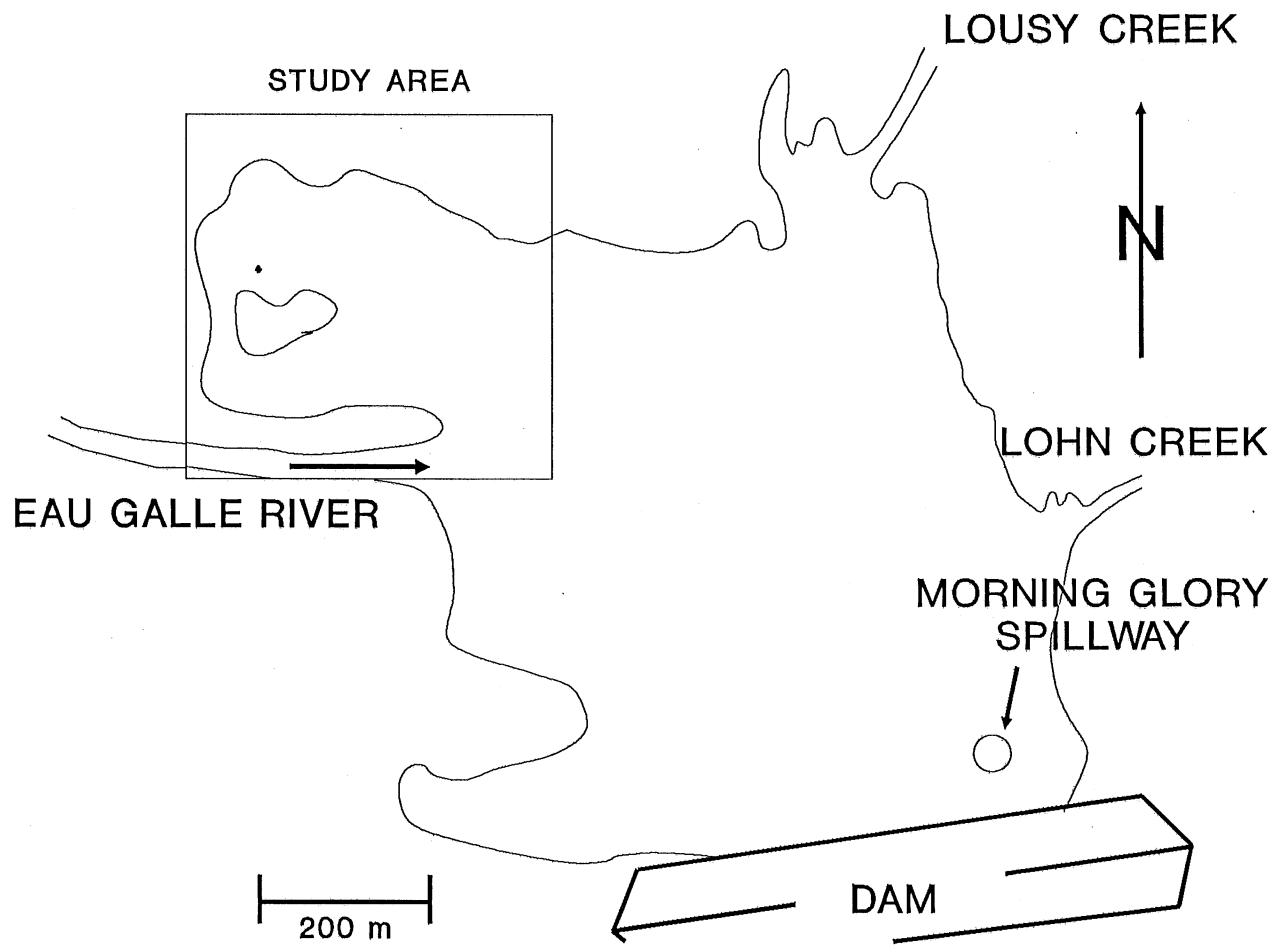 LOUSY CREEK
STUDY AREA
N
LOHN CREEK
EAU GALLE RIVER
MORNING GLORY
SPILLWAY
DAM
200 m